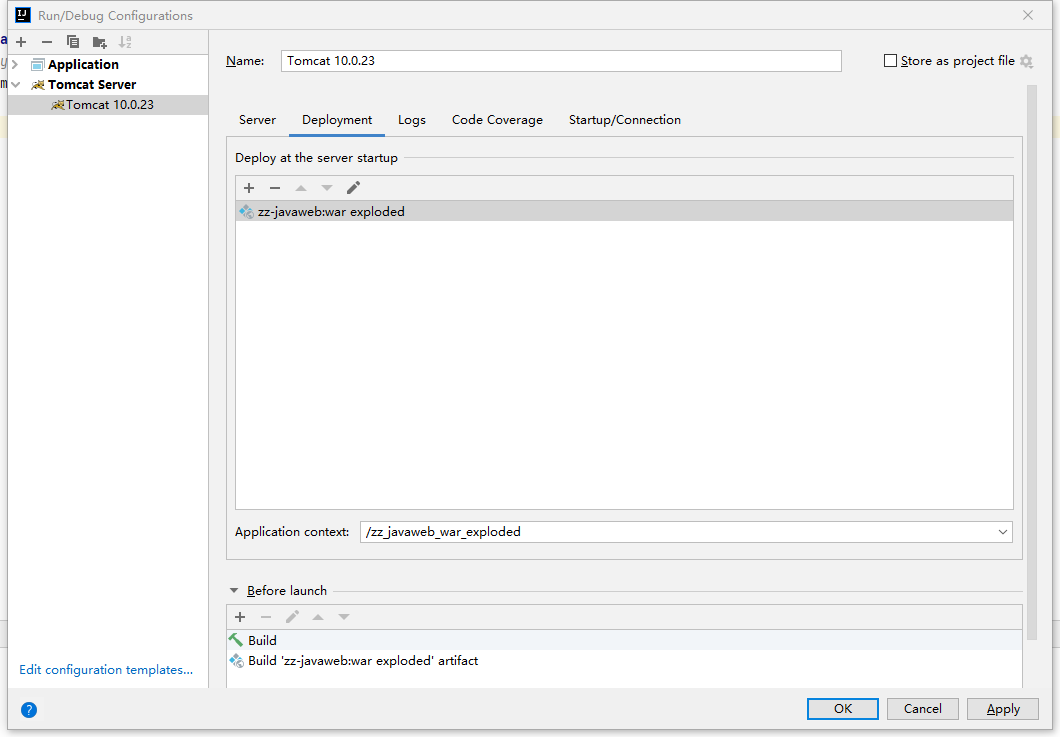 Run/Debug Configurations
Application
Tomcat Server
Tomcat 10.0.23
Name: Tomcat 10.0.23
Store as project file
Server Deployment Logs Code Coverage Startup/Connection
Deploy at the server startup
zz-javaweb:war exploded
Application context: /zz_javaweb_war_exploded
Before launch
Build
Build 'zz-javaweb:war exploded' artifact
Edit configuration templates...
? OK Cancel Apply